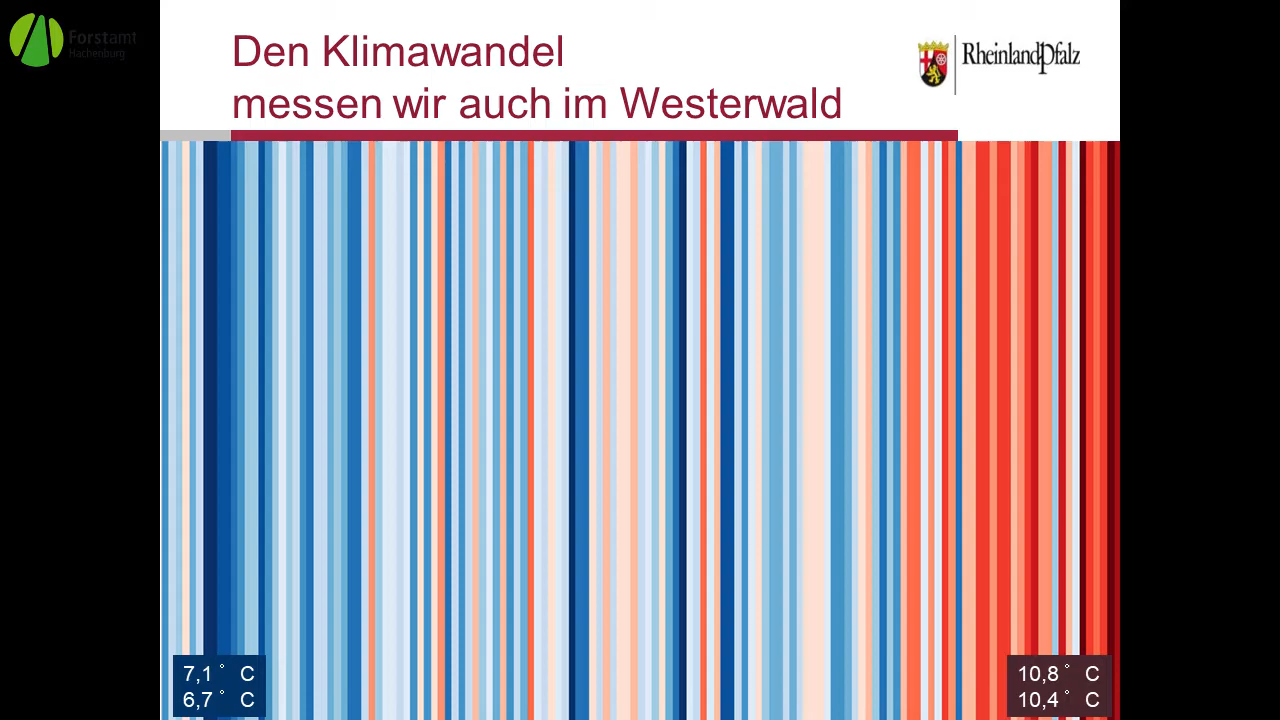 Forstamt
Hachenburg
Den Klimawandel
messen wir auch im Westerwald
RheinlandPfalz
7,1 ° C
6,7 ° C
10,8 ° C
10,4 ° C